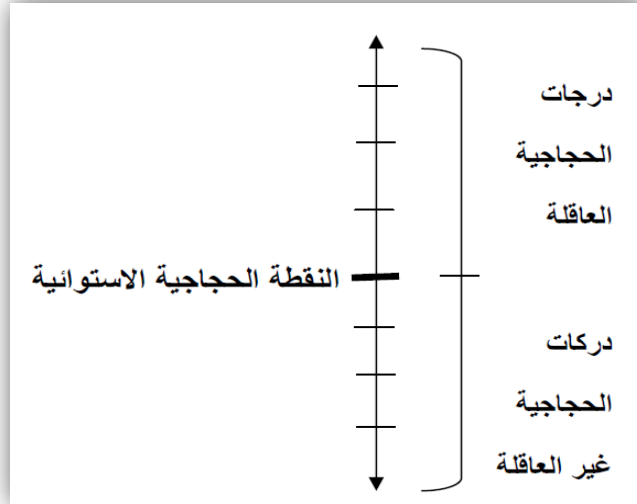 درجات
الحجاجية
العاقلة
النقطة الحجاجية الاستوائية
دركات
الحجاجية
غير العاقلة